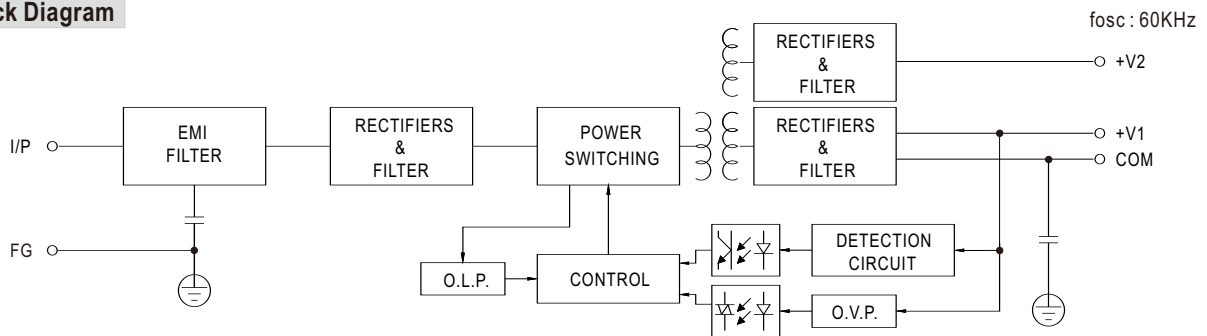 ck Diagram
fosc : 60KHz
RECTIFIERS
&
FILTER
+V2
I/P
EMI
FILTER
RECTIFIERS
&
FILTER
POWER
SWITCHING
RECTIFIERS
&
FILTER
+V1
COM
FG
O.L.P.
CONTROL
DETECTION
CIRCUIT
O.V.P.